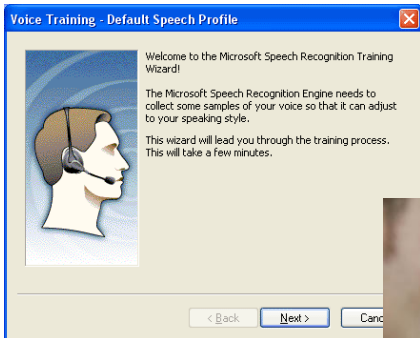 Voice Training - Default Speech Profile
Welcome to the Microsoft Speech Recognition Training
Wizard!
The Microsoft Speech Recognition Engine needs to
collect some samples of your voice so that it can adjust
to your speaking style.
This wizard will lead you through the training process.
This will take a few minutes.
< Back
Next >
Canc